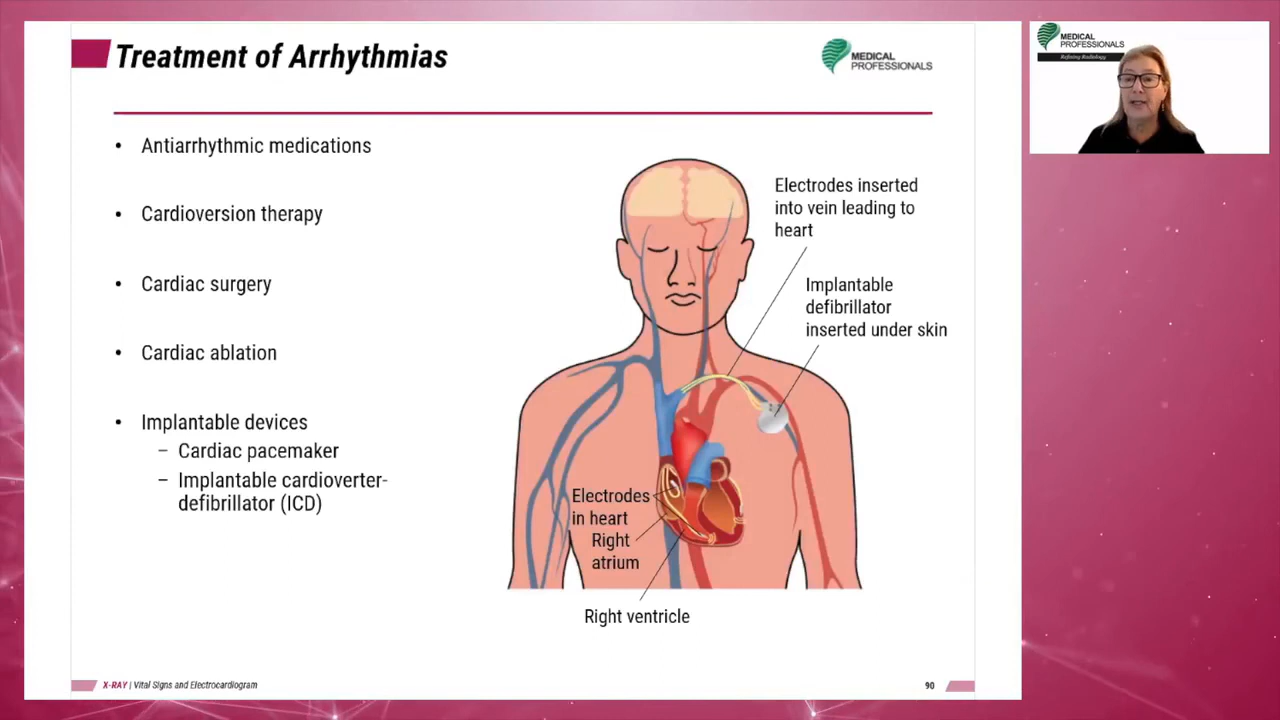 Treatment of Arrhythmias
MEDICAL
PROFESSIONALS
• Antiarrhythmic medications
• Cardioversion therapy
• Cardiac surgery
• Cardiac ablation
• Implantable devices
– Cardiac pacemaker
– Implantable cardioverter-
defibrillator (ICD)
Electrodes inserted
into vein leading to
heart
Implantable
defibrillator
inserted under skin
Electrodes
in heart
Right
atrium
Right ventricle
X-RAY | Vital Signs and Electrocardiogram
90
MEDICAL
PROFESSIONALS
Refining Radiology